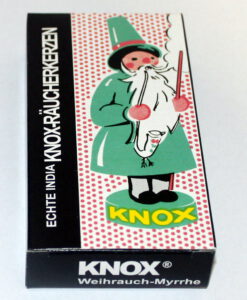 ECHTE INDIA KNOX-RÄUCHERKERZEN
KNOX
KNOX®
Weihrauch-Myrrhe